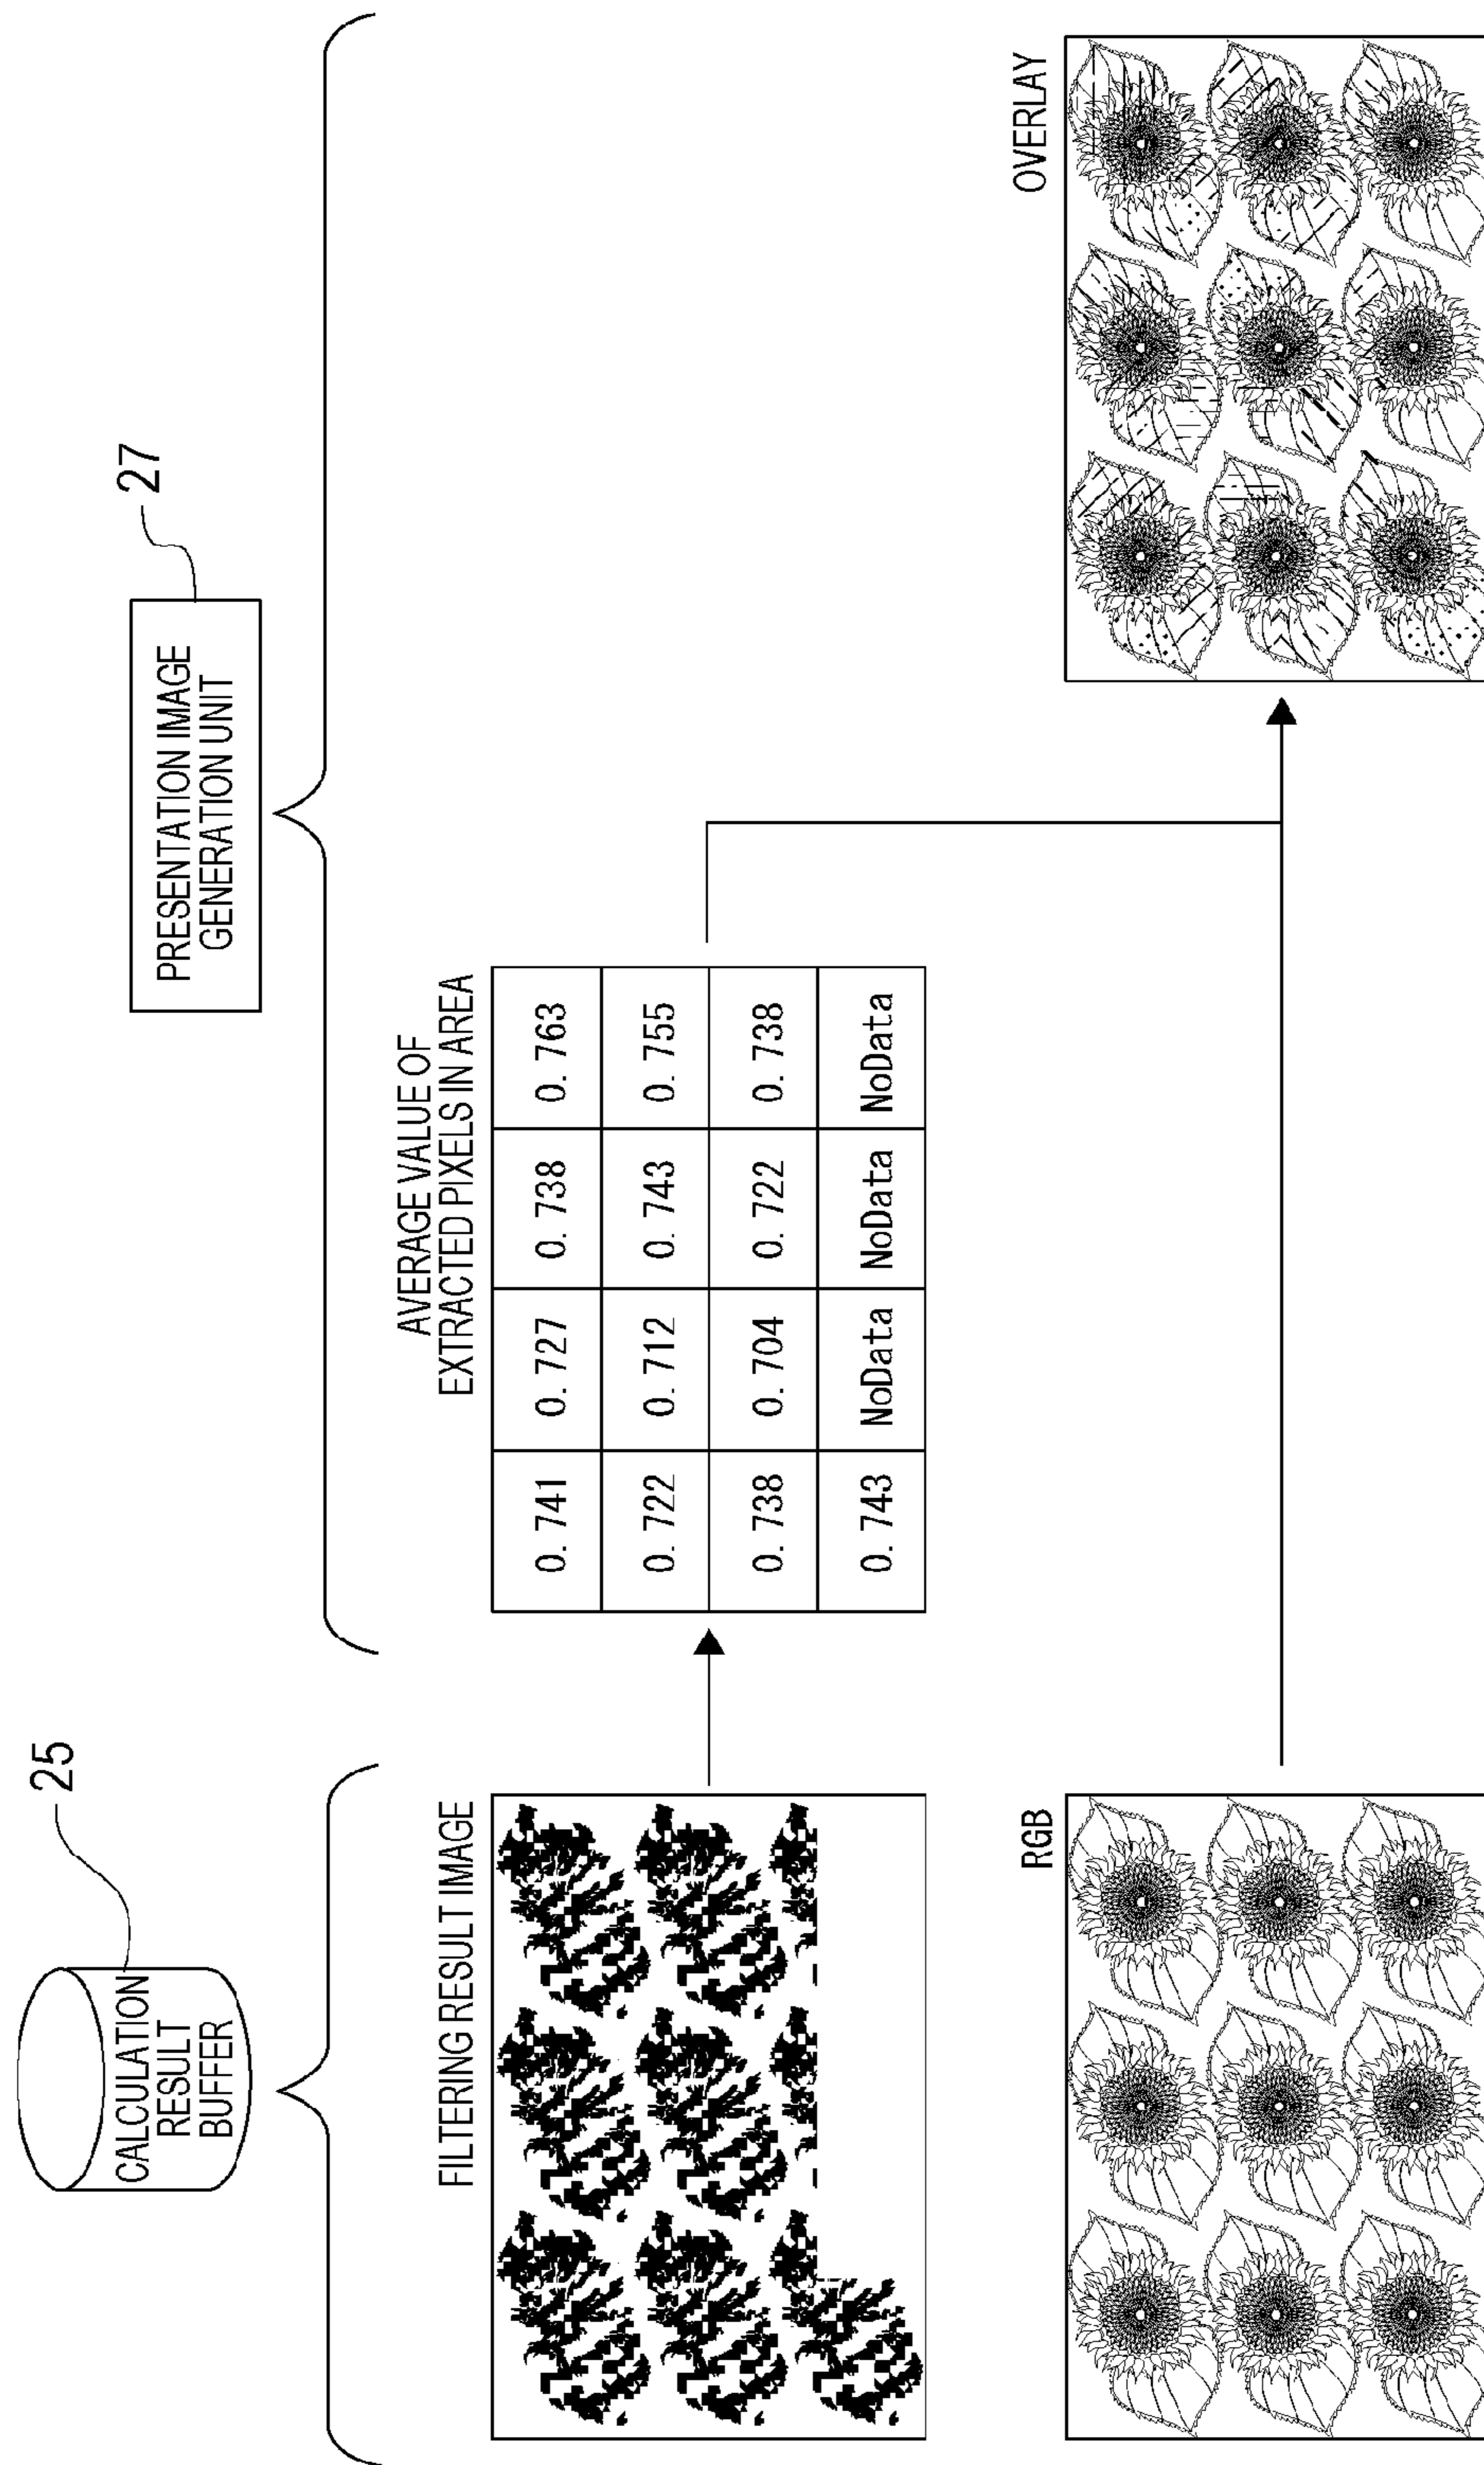 CALCULATION
RESULT
BUFFER
25
PRESENTATION IMAGE
GENERATION UNIT
27
FILTERING RESULT IMAGE
AVERAGE VALUE OF
EXTRACTED PIXELS IN AREA
0. 741 0. 727 0. 738 0. 763
0. 722 0. 712 0. 743 0. 755
0. 738 0. 704 0. 722 0. 738
0. 743 NoData NoData NoData
RGB
OVERLAY